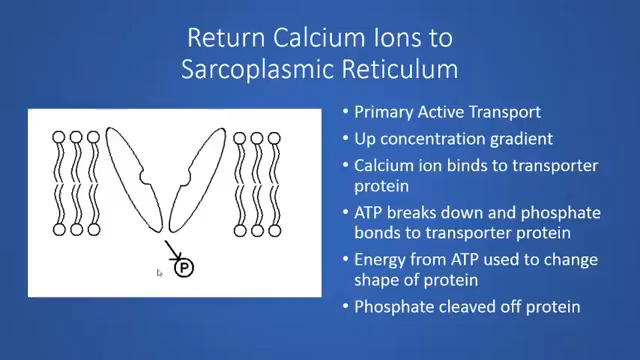 Return Calcium Ions to
Sarcoplasmic Reticulum
• Primary Active Transport
• Up concentration gradient
• Calcium ion binds to transporter
protein
• ATP breaks down and phosphate
bonds to transporter protein
• Energy from ATP used to change
shape of protein
• Phosphate cleaved off protein
P